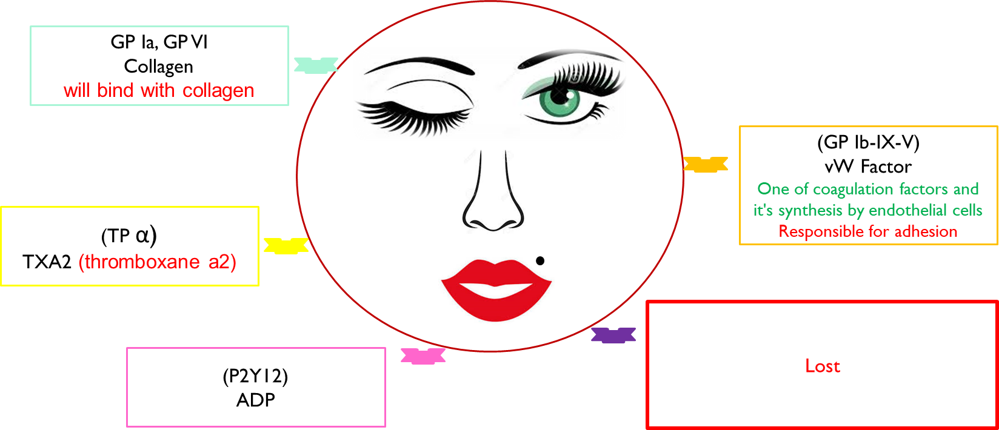 GP Ia, GP VI
Collagen
will bind with collagen
(GP Ib-IX-V)
vW Factor
One of coagulation factors and
it's synthesis by endothelial cells
Responsible for adhesion
(TP α)
TXA2 (thromboxane a2)
(P2Y12)
ADP
Lost